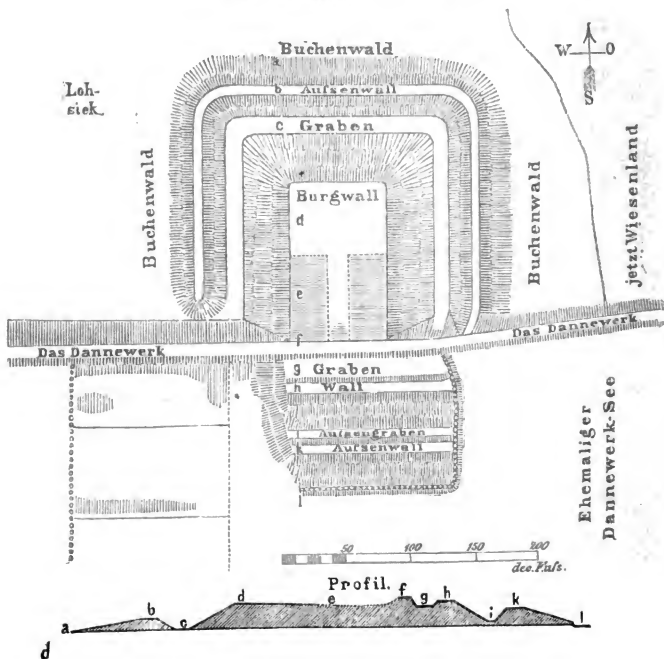 Buchenwald
a
W O
S
Loh-
siek
b Aufsenwall
c Graben
Buchenwald
Burgwall
d
Buchenwald
jetzt Wiesenland
e
f
Das Dannewerk
Das Dannewerk
g Graben
h Wall
i Aufsengraben
k Aufsenwall
l
Ehemaliger
Dannewerk-See
50 100 150 200
dec. Fufs.
Profil.
a b c d e f g h i k l
d